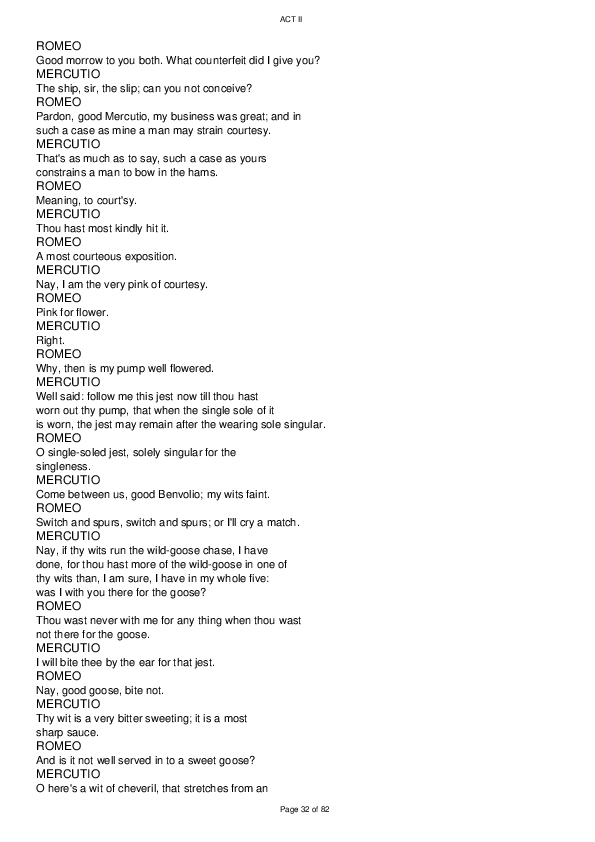 ACT II
ROMEO
Good morrow to you both. What counterfeit did I give you?
MERCUTIO
The ship, sir, the slip; can you not conceive?
ROMEO
Pardon, good Mercutio, my business was great; and in
such a case as mine a man may strain courtesy.
MERCUTIO
That's as much as to say, such a case as yours
constrains a man to bow in the hams.
ROMEO
Meaning, to court'sy.
MERCUTIO
Thou hast most kindly hit it.
ROMEO
A most courteous exposition.
MERCUTIO
Nay, I am the very pink of courtesy.
ROMEO
Pink for flower.
MERCUTIO
Right.
ROMEO
Why, then is my pump well flowered.
MERCUTIO
Well said: follow me this jest now till thou hast
worn out thy pump, that when the single sole of it
is worn, the jest may remain after the wearing sole singular.
ROMEO
O single-soled jest, solely singular for the
singleness.
MERCUTIO
Come between us, good Benvolio; my wits faint.
ROMEO
Switch and spurs, switch and spurs; or I'll cry a match.
MERCUTIO
Nay, if thy wits run the wild-goose chase, I have
done, for thou hast more of the wild-goose in one of
thy wits than, I am sure, I have in my whole five:
was I with you there for the goose?
ROMEO
Thou wast never with me for any thing when thou wast
not there for the goose.
MERCUTIO
I will bite thee by the ear for that jest.
ROMEO
Nay, good goose, bite not.
MERCUTIO
Thy wit is a very bitter sweeting; it is a most
sharp sauce.
ROMEO
And is it not well served in to a sweet goose?
MERCUTIO
O here's a wit of cheveril, that stretches from an
Page 32 of 82